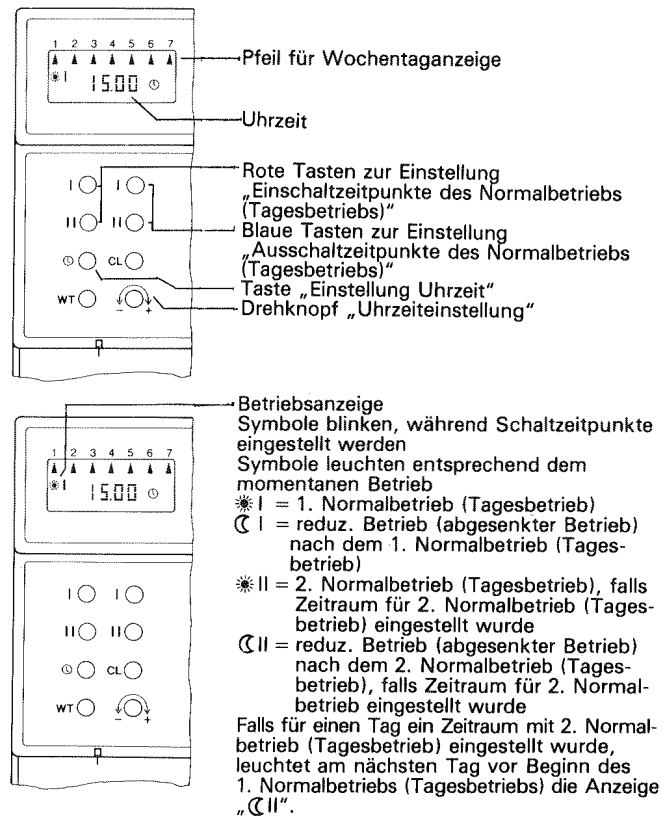 1 2 3 4 5 6 7
☀ I 15.00
Pfeil für Wochentaganzeige
Uhrzeit
I I
II II
CL
WT - +
Rote Tasten zur Einstellung
„Einschaltzeitpunkte des Normalbetriebs
(Tagesbetriebs)“
Blaue Tasten zur Einstellung
„Ausschaltzeitpunkte des Normalbetriebs
(Tagesbetriebs)“
Taste „Einstellung Uhrzeit“
Drehknopf „Uhrzeiteinstellung“
1 2 3 4 5 6 7
☀ I 15.00
I I
II II
CL
WT - +
Betriebsanzeige
Symbole blinken, während Schaltzeitpunkte
eingestellt werden
Symbole leuchten entsprechend dem
momentanen Betrieb
☀ I = 1. Normalbetrieb (Tagesbetrieb)
☾ I = reduz. Betrieb (abgesenkter Betrieb)
nach dem 1. Normalbetrieb (Tages-
betrieb)
☀ II = 2. Normalbetrieb (Tagesbetrieb), falls
Zeitraum für 2. Normalbetrieb (Tages-
betrieb) eingestellt wurde
☾ II = reduz. Betrieb (abgesenkter Betrieb)
nach dem 2. Normalbetrieb (Tages-
betrieb), falls Zeitraum für 2. Normal-
betrieb eingestellt wurde
Falls für einen Tag ein Zeitraum mit 2. Normal-
betrieb (Tagesbetrieb) eingestellt wurde,
leuchtet am nächsten Tag vor Beginn des
1. Normalbetriebs (Tagesbetriebs) die Anzeige
„☾ II“.